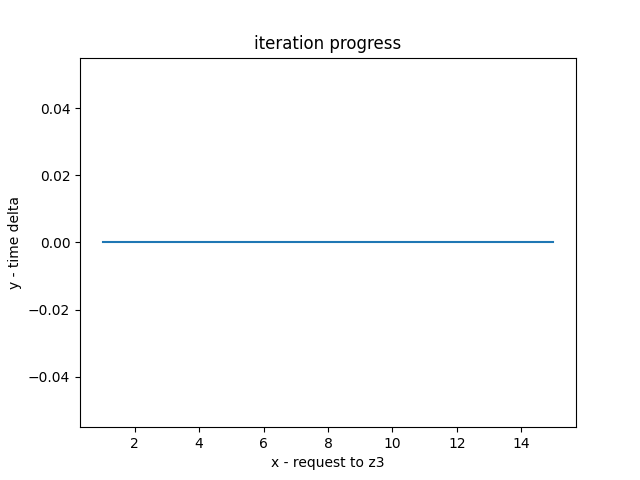 iteration progress
0.04
0.02
0.00
−0.02
−0.04
y - time delta
2 4 6 8 10 12 14
x - request to z3